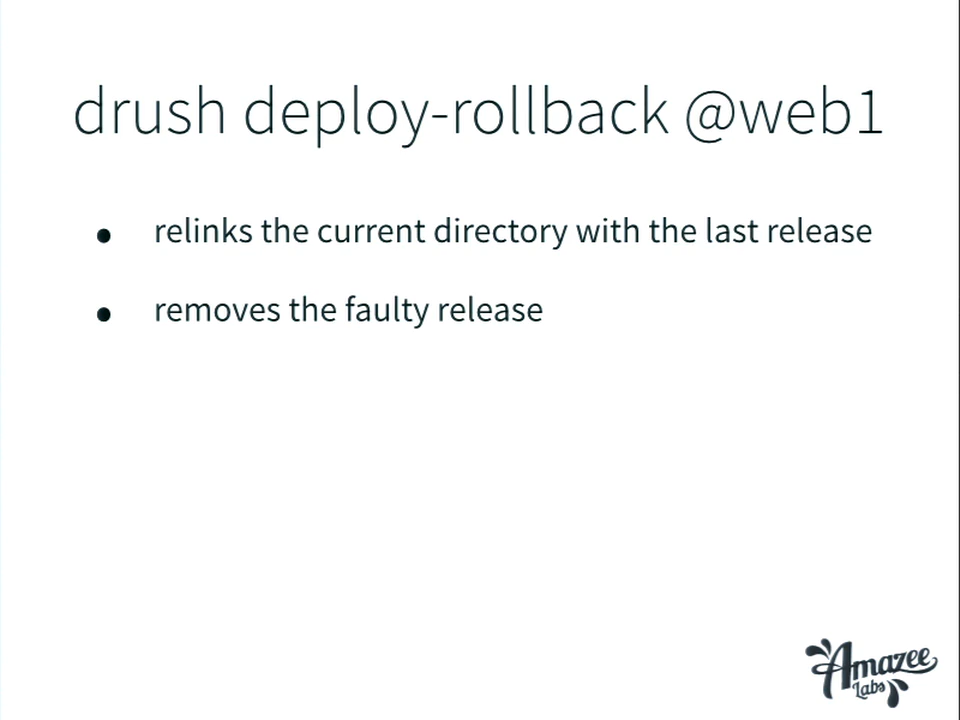 drush deploy-rollback @web1
relinks the current directory with the last release
removes the faulty release
Amazee
Labs